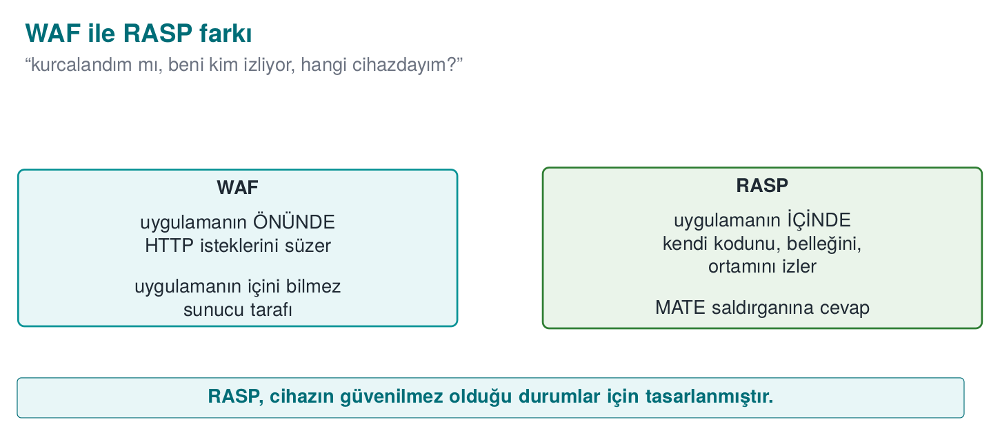 WAF ile RASP farkı
“kurcalandım mı, beni kim izliyor, hangi cihazdayım?”
WAF
uygulamanın ÖNÜNDE
HTTP isteklerini süzer
uygulamanın içini bilmez
sunucu tarafı
RASP
uygulamanın İÇİNDE
kendi kodunu, belleğini,
ortamını izler
MATE saldırganına cevap
RASP, cihazın güvenilmez olduğu durumlar için tasarlanmıştır.